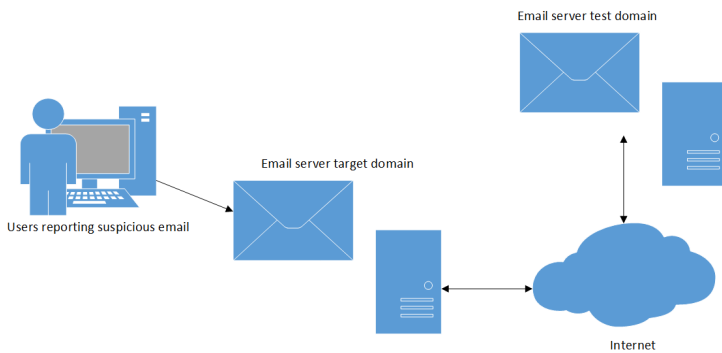 Email server test domain
Email server target domain
Users reporting suspicious email
Internet